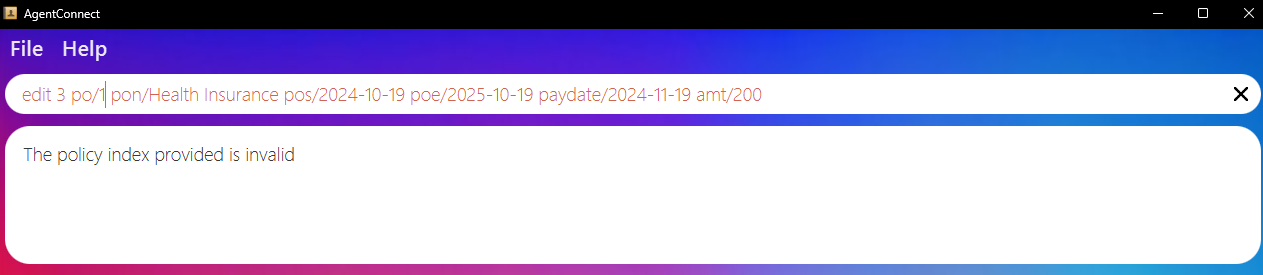 AgentConnect
File Help
edit 3 po/1 pon/Health Insurance pos/2024-10-19 poe/2025-10-19 paydate/2024-11-19 amt/200
The policy index provided is invalid